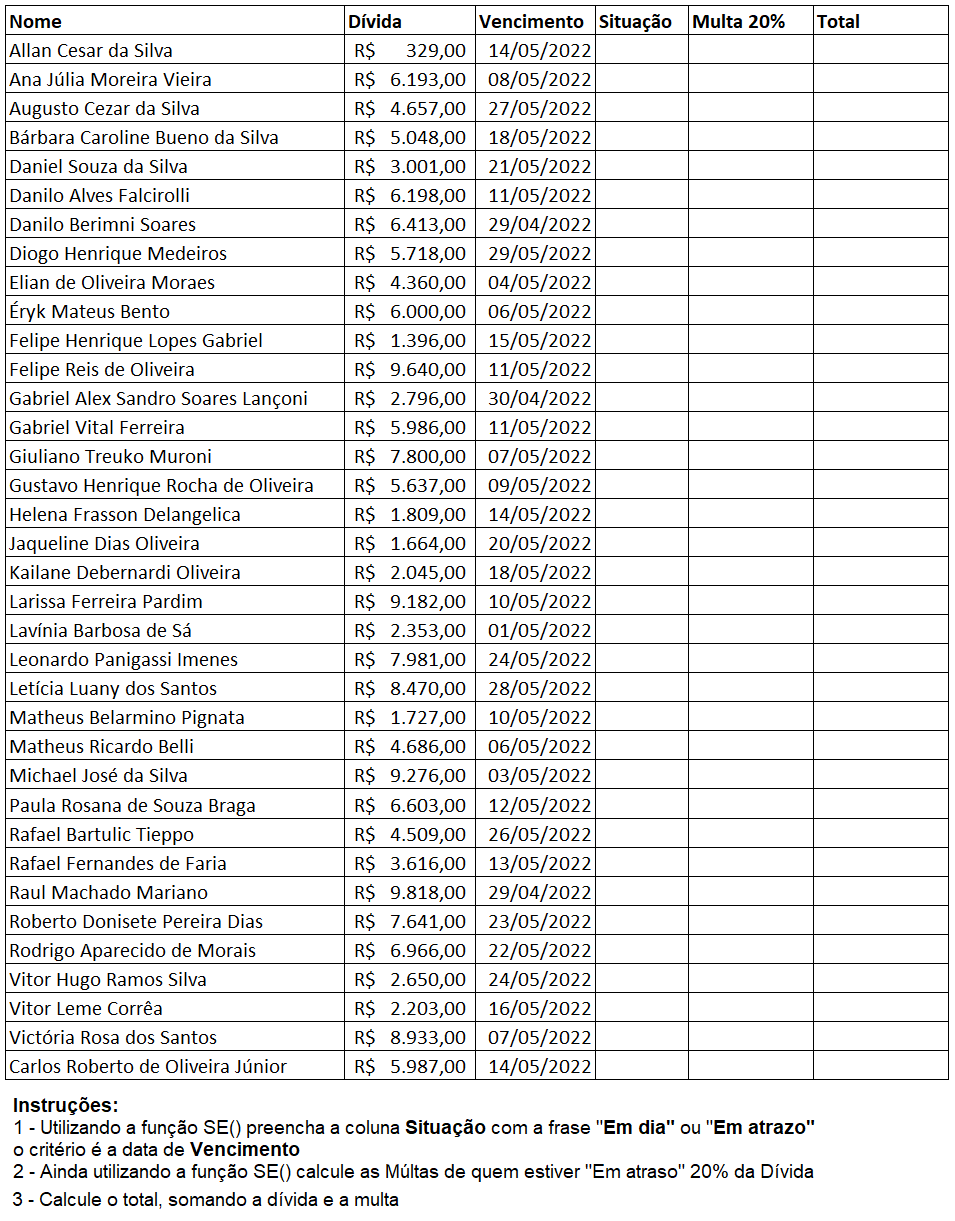 Nome Dívida Vencimento Situação Multa 20% Total
Allan Cesar da Silva R$ 329,00 14/05/2022
Ana Júlia Moreira Vieira R$ 6.193,00 08/05/2022
Augusto Cezar da Silva R$ 4.657,00 27/05/2022
Bárbara Caroline Bueno da Silva R$ 5.048,00 18/05/2022
Daniel Souza da Silva R$ 3.001,00 21/05/2022
Danilo Alves Falcirolli R$ 6.198,00 11/05/2022
Danilo Berimni Soares R$ 6.413,00 29/04/2022
Diogo Henrique Medeiros R$ 5.718,00 29/05/2022
Elian de Oliveira Moraes R$ 4.360,00 04/05/2022
Éryk Mateus Bento R$ 6.000,00 06/05/2022
Felipe Henrique Lopes Gabriel R$ 1.396,00 15/05/2022
Felipe Reis de Oliveira R$ 9.640,00 11/05/2022
Gabriel Alex Sandro Soares Lançoni R$ 2.796,00 30/04/2022
Gabriel Vital Ferreira R$ 5.986,00 11/05/2022
Giuliano Treuko Muroni R$ 7.800,00 07/05/2022
Gustavo Henrique Rocha de Oliveira R$ 5.637,00 09/05/2022
Helena Frasson Delangelica R$ 1.809,00 14/05/2022
Jaqueline Dias Oliveira R$ 1.664,00 20/05/2022
Kailane Debernardi Oliveira R$ 2.045,00 18/05/2022
Larissa Ferreira Pardim R$ 9.182,00 10/05/2022
Lavínia Barbosa de Sá R$ 2.353,00 01/05/2022
Leonardo Panigassi Imenes R$ 7.981,00 24/05/2022
Letícia Luany dos Santos R$ 8.470,00 28/05/2022
Matheus Belarmino Pignata R$ 1.727,00 10/05/2022
Matheus Ricardo Belli R$ 4.686,00 06/05/2022
Michael José da Silva R$ 9.276,00 03/05/2022
Paula Rosana de Souza Braga R$ 6.603,00 12/05/2022
Rafael Bartulic Tieppo R$ 4.509,00 26/05/2022
Rafael Fernandes de Faria R$ 3.616,00 13/05/2022
Raul Machado Mariano R$ 9.818,00 29/04/2022
Roberto Donisete Pereira Dias R$ 7.641,00 23/05/2022
Rodrigo Aparecido de Morais R$ 6.966,00 22/05/2022
Vitor Hugo Ramos Silva R$ 2.650,00 24/05/2022
Vitor Leme Corrêa R$ 2.203,00 16/05/2022
Victória Rosa dos Santos R$ 8.933,00 07/05/2022
Carlos Roberto de Oliveira Júnior R$ 5.987,00 14/05/2022
Instruções:
1 - Utilizando a função SE() preencha a coluna Situação com a frase "Em dia" ou "Em atrazo"
o critério é a data de Vencimento
2 - Ainda utilizando a função SE() calcule as Múltas de quem estiver "Em atraso" 20% da Dívida
3 - Calcule o total, somando a dívida e a multa